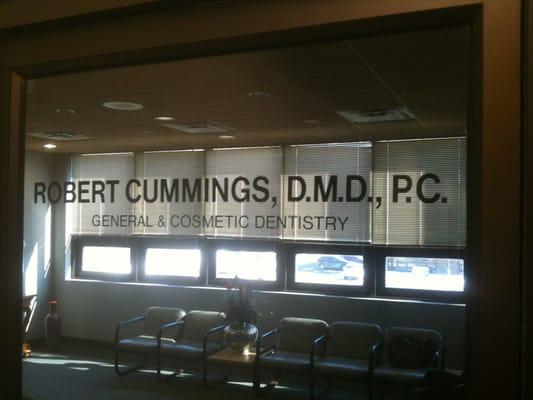 ROBERT CUMMINGS, D.M.D., P.C.
GENERAL & COSMETIC DENTISTRY